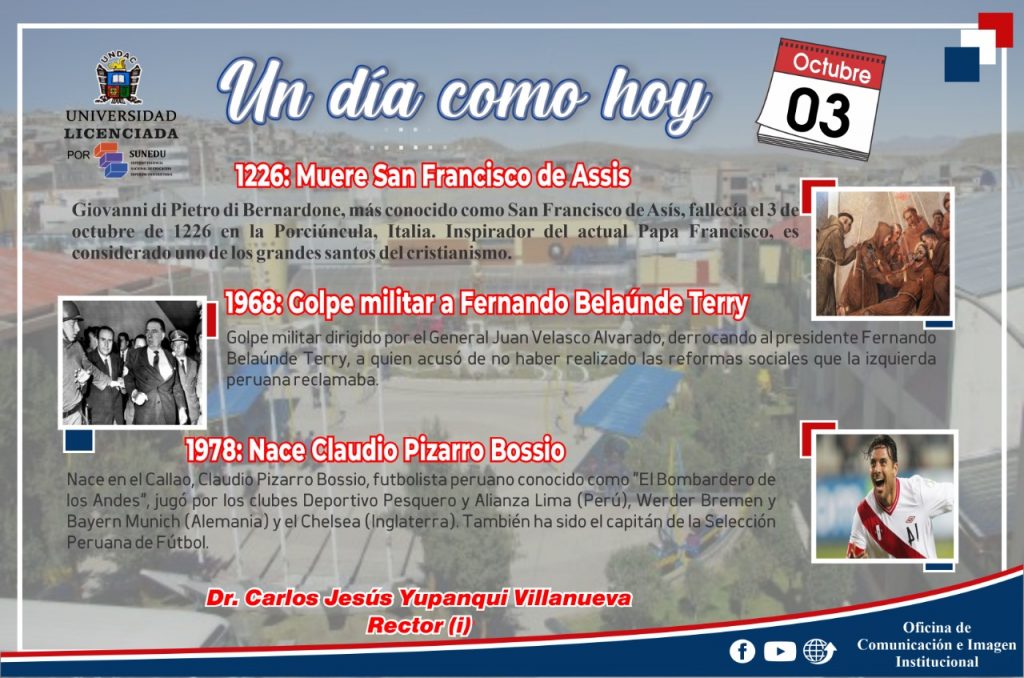 UNDAC
UNIVERSIDAD
LICENCIADA
POR SUNEDU
Un día como hoy
Octubre
03
1226: Muere San Francisco de Assis
Giovanni di Pietro di Bernardone, más conocido como San Francisco de Asís, fallecía el 3 de
octubre de 1226 en la Porciúncula, Italia. Inspirador del actual Papa Francisco, es
considerado uno de los grandes santos del cristianismo.
1968: Golpe militar a Fernando Belaúnde Terry
Golpe militar dirigido por el General Juan Velasco Alvarado, derrocando al presidente Fernando
Belaúnde Terry, a quien acusó de no haber realizado las reformas sociales que la izquierda
peruana reclamaba.
1978: Nace Claudio Pizarro Bossio
Nace en el Callao, Claudio Pizarro Bossio, futbolista peruano conocido como "El Bombardero de
los Andes", jugó por los clubes Deportivo Pesquero y Alianza Lima (Perú), Werder Bremen y
Bayern Munich (Alemania) y el Chelsea (Inglaterra). También ha sido el capitán de la Selección
Peruana de Fútbol.
Dr. Carlos Jesús Yupanqui Villanueva
Rector (i)
Oficina de
Comunicación e Imagen
Institucional